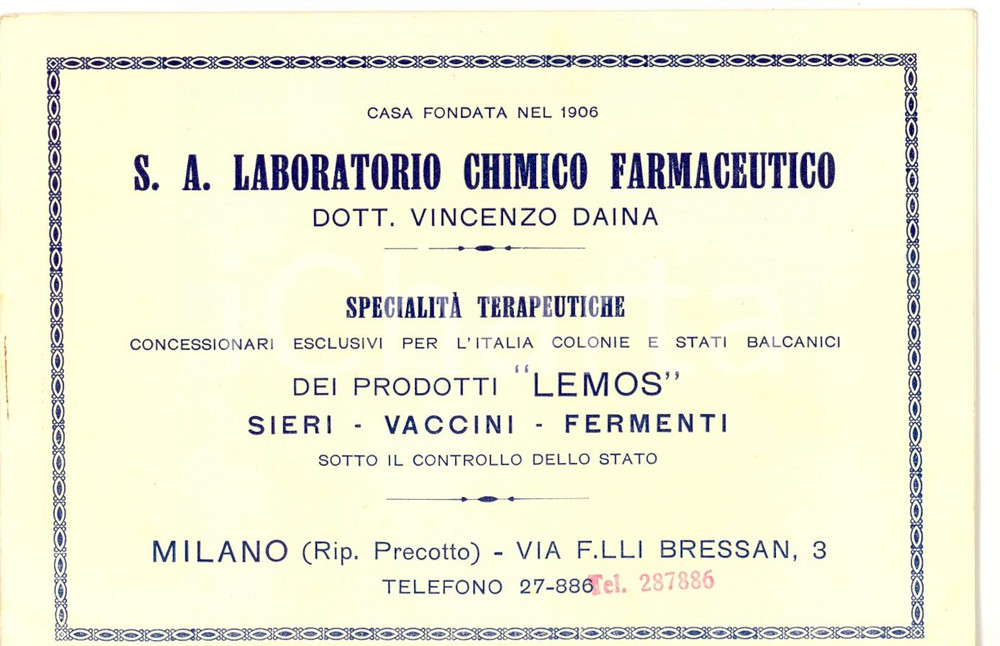 CASA FONDATA NEL 1906
S. A. LABORATORIO CHIMICO FARMACEUTICO
DOTT. VINCENZO DAINA
SPECIALITÀ TERAPEUTICHE
CONCESSIONARI ESCLUSIVI PER L'ITALIA COLONIE E STATI BALCANICI
DEI PRODOTTI "LEMOS"
SIERI - VACCINI - FERMENTI
SOTTO IL CONTROLLO DELLO STATO
MILANO (Rip. Precotto) - VIA F.LLI BRESSAN, 3
TELEFONO 27-886 Tel. 287886
iCharta